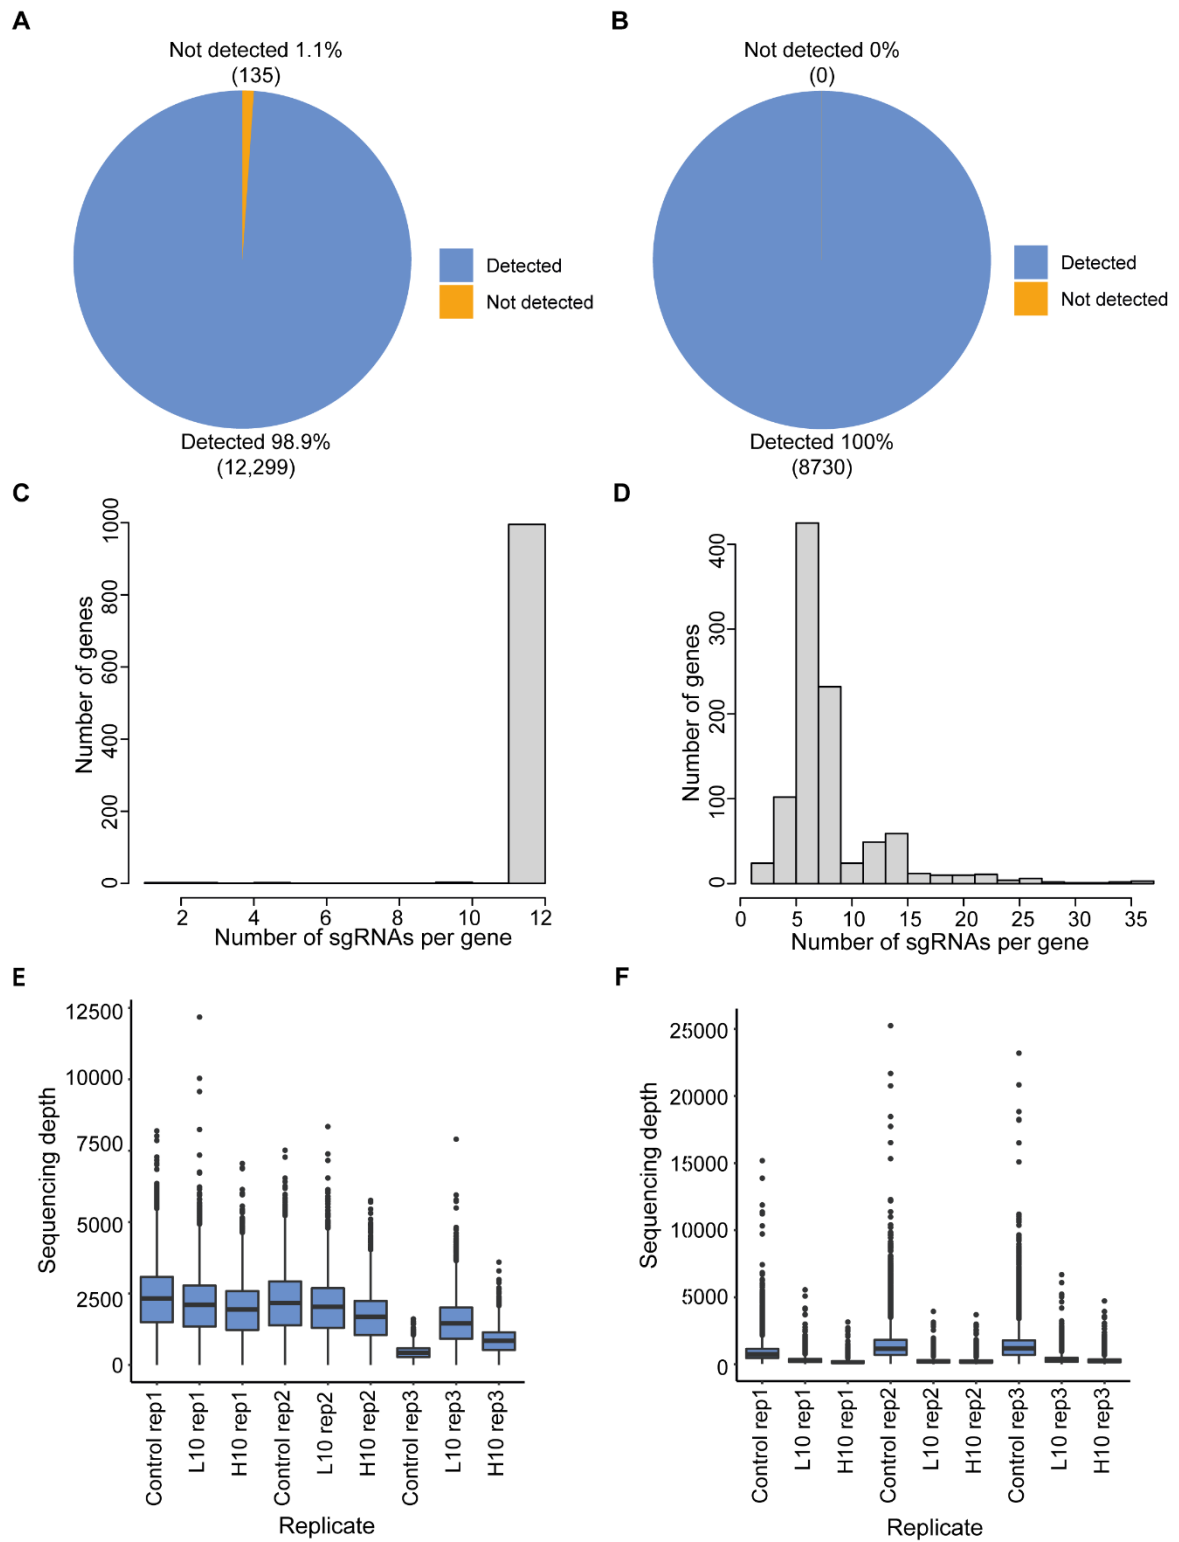 A
Not detected 1.1%
(135)
Detected
Not detected
Detected 98.9%
(12,299)
B
Not detected 0%
(0)
Detected
Not detected
Detected 100%
(8730)
C
Number of genes
1000
800
600
400
200
0
2 4 6 8 10 12
Number of sgRNAs per gene
D
Number of genes
400
300
200
100
0
0 5 10 15 20 25 30 35
Number of sgRNAs per gene
E
Sequencing depth
12500
10000
7500
5000
2500
0
Control rep1
L10 rep1
H10 rep1
Control rep2
L10 rep2
H10 rep2
Control rep3
L10 rep3
H10 rep3
Replicate
F
Sequencing depth
25000
20000
15000
10000
5000
0
Control rep1
L10 rep1
H10 rep1
Control rep2
L10 rep2
H10 rep2
Control rep3
L10 rep3
H10 rep3
Replicate